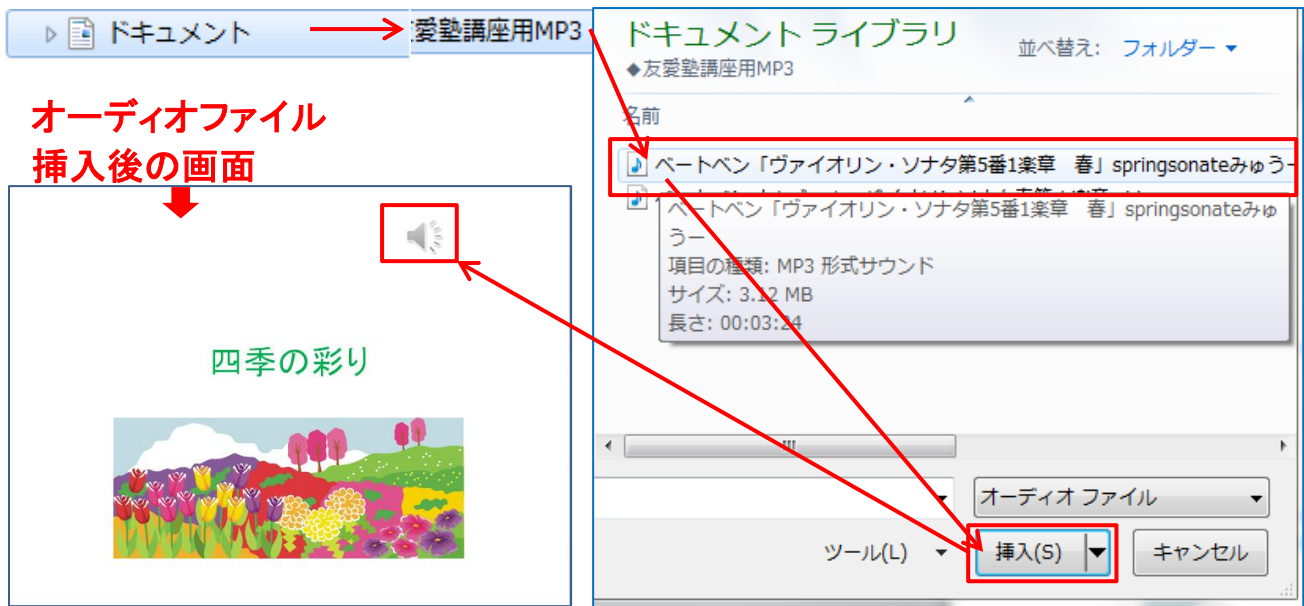 ドキュメント
愛塾講座用MP3
オーディオファイル
挿入後の画面
四季の彩り
ドキュメント ライブラリ
◆友愛塾講座用MP3
並べ替え: フォルダー
名前
ベートベン「ヴァイオリン・ソナタ第5番1楽章　春」springsonateみゅうー
ベートベン「ヴァイオリン・ソナタ第5番1楽章　春」springsonateみゅ
うー
項目の種類: MP3 形式サウンド
サイズ: 3.12 MB
長さ: 00:03:24
オーディオ ファイル
ツール(L)
挿入(S)
キャンセル